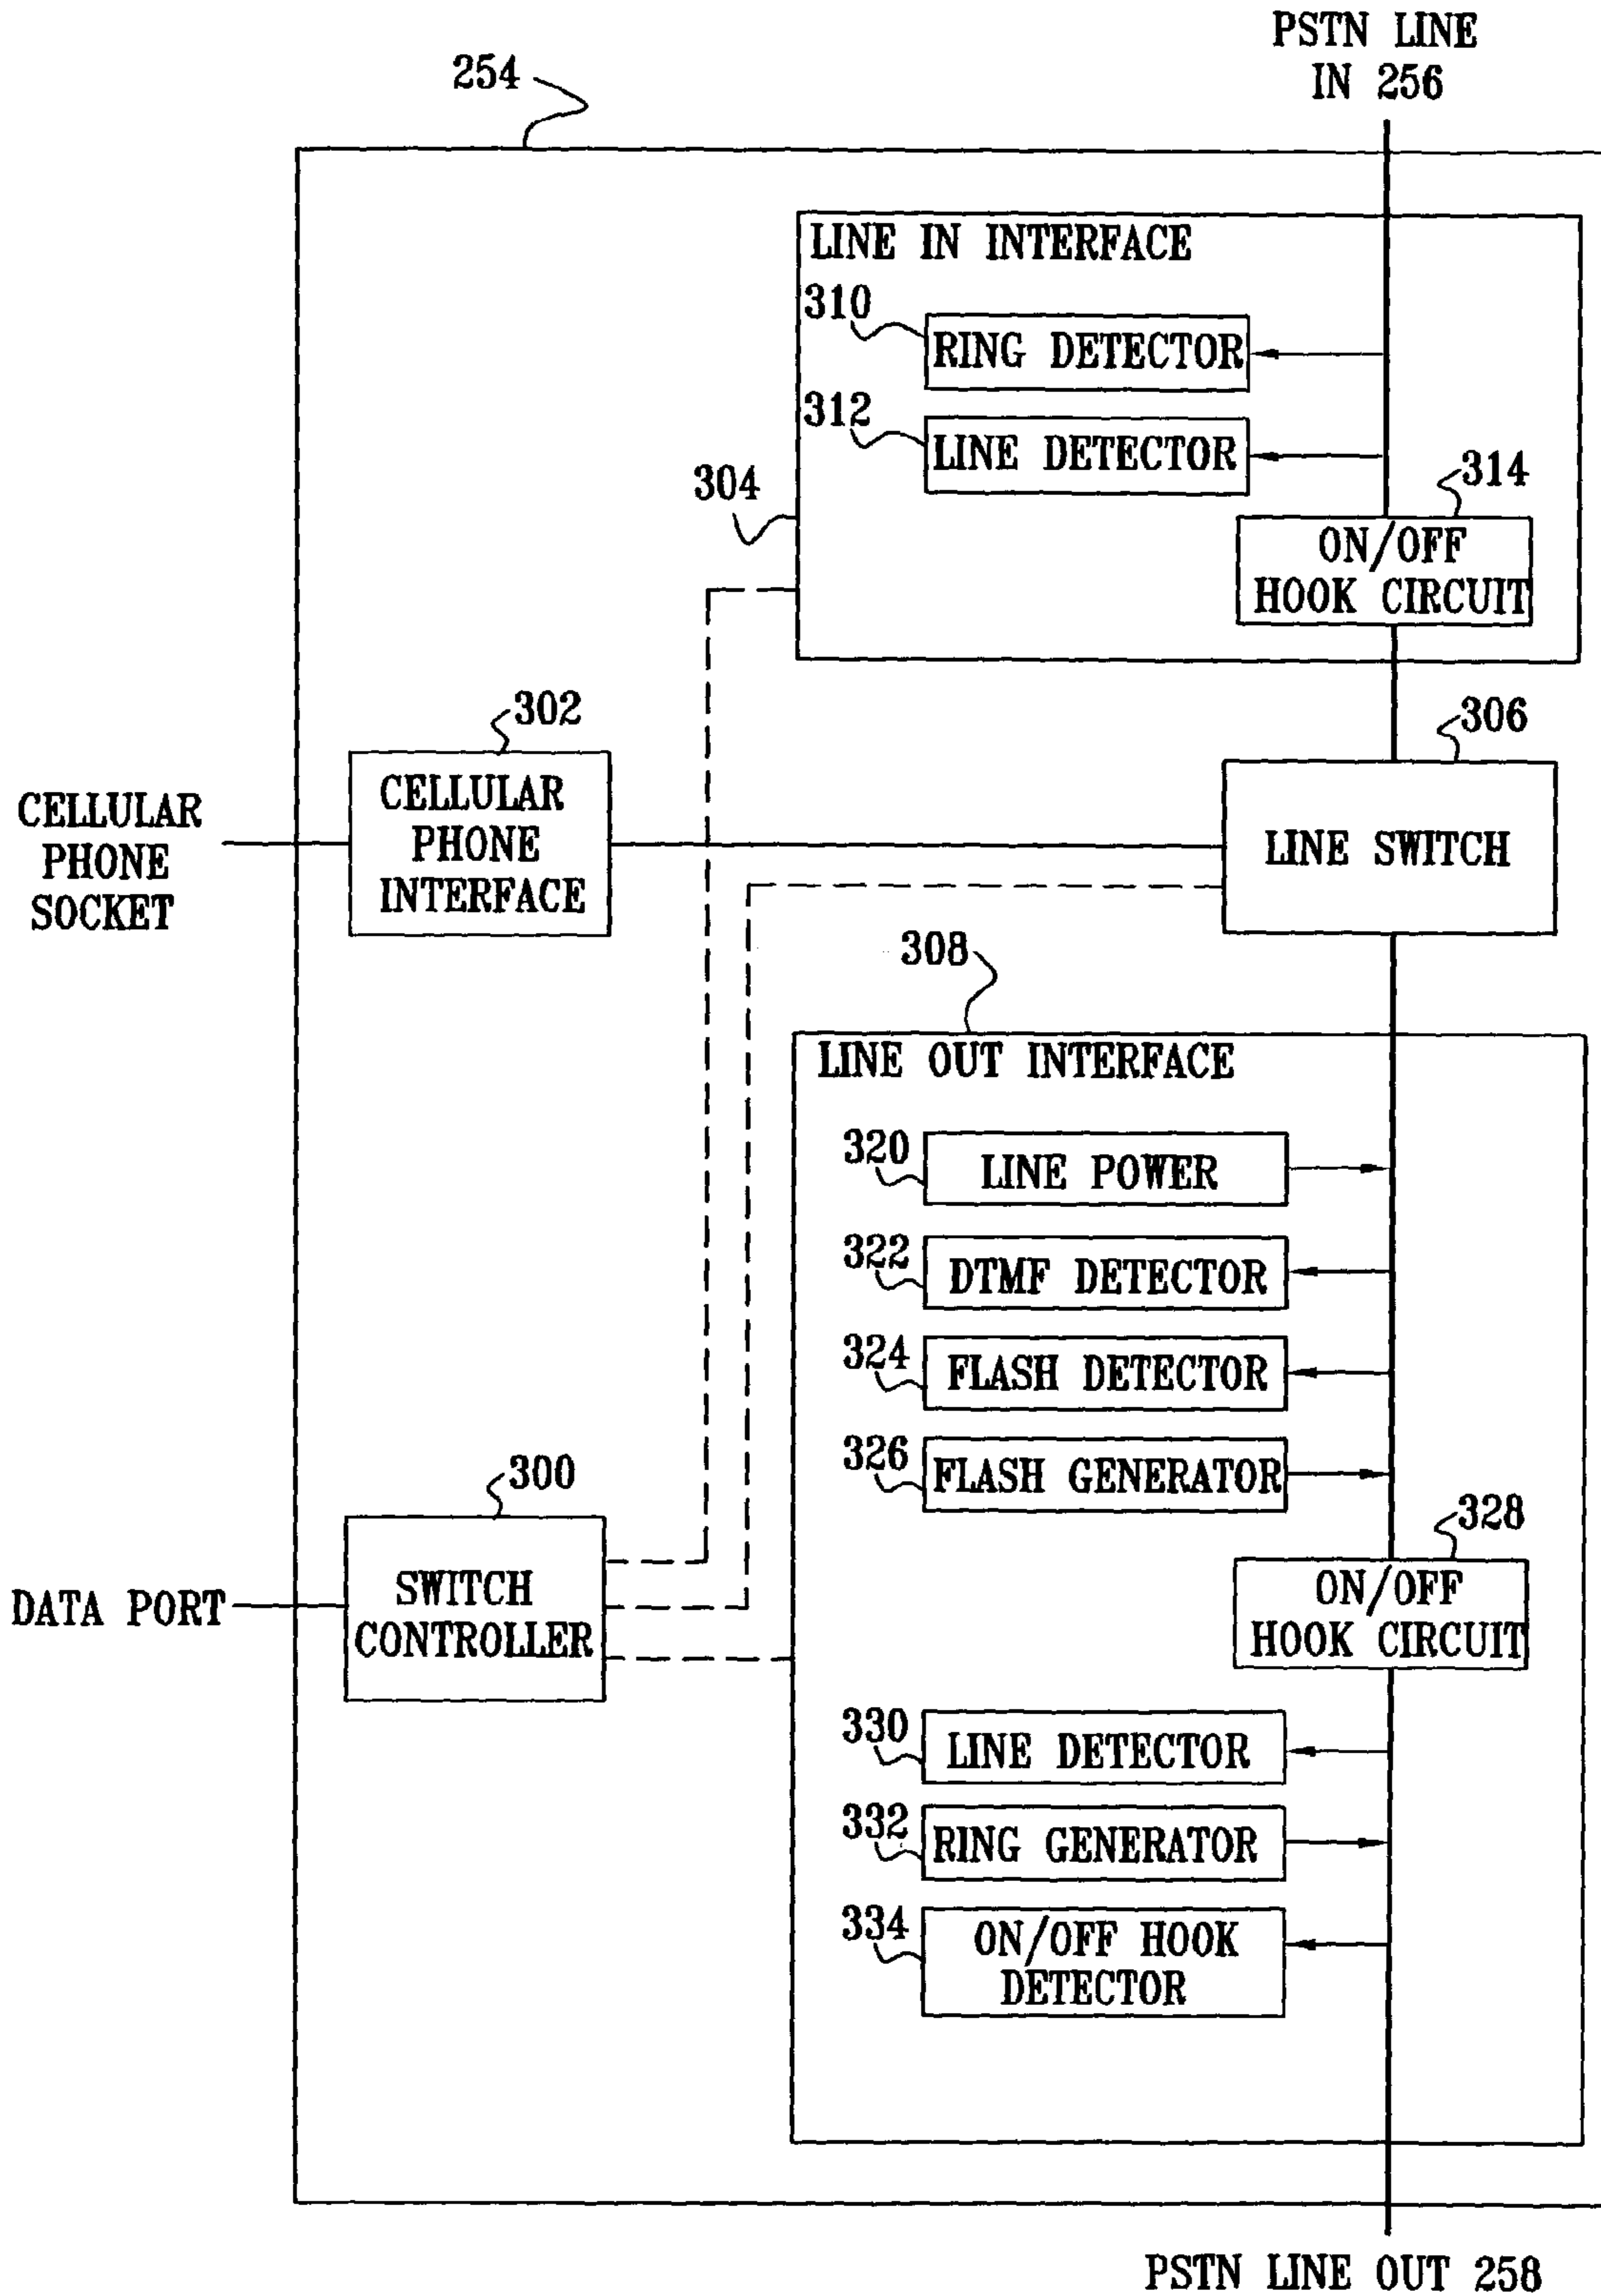 PSTN LINE
IN 256
254
LINE IN INTERFACE
310
RING DETECTOR
312
LINE DETECTOR
304
314
ON/OFF
HOOK CIRCUIT
302
306
CELLULAR
PHONE
SOCKET
CELLULAR
PHONE
INTERFACE
LINE SWITCH
308
LINE OUT INTERFACE
320
LINE POWER
322
DTMF DETECTOR
324
FLASH DETECTOR
326
FLASH GENERATOR
300
328
DATA PORT
SWITCH
CONTROLLER
ON/OFF
HOOK CIRCUIT
330
LINE DETECTOR
332
RING GENERATOR
334
ON/OFF HOOK
DETECTOR
PSTN LINE OUT 258